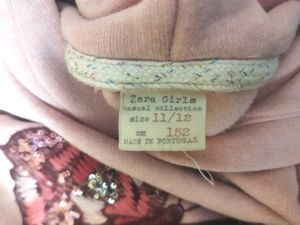 Zara Girls
casual collection
size 11/12
cm 152
MADE IN PORTUGAL